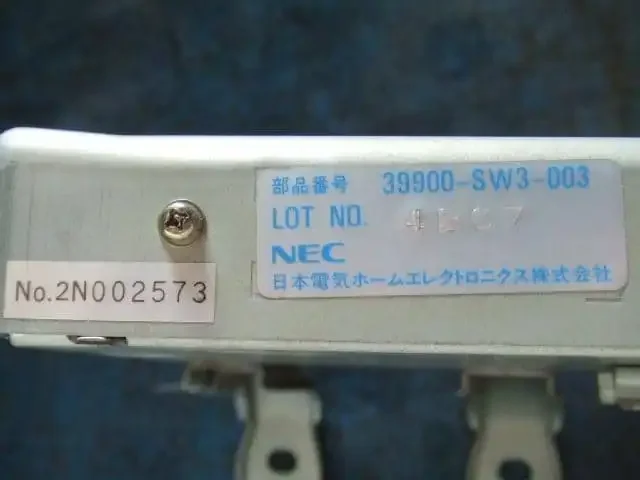 部品番号 39900-SW3-003
LOT NO.
NEC
日本電気ホームエレクトロニクス株式会社
No.2N002573